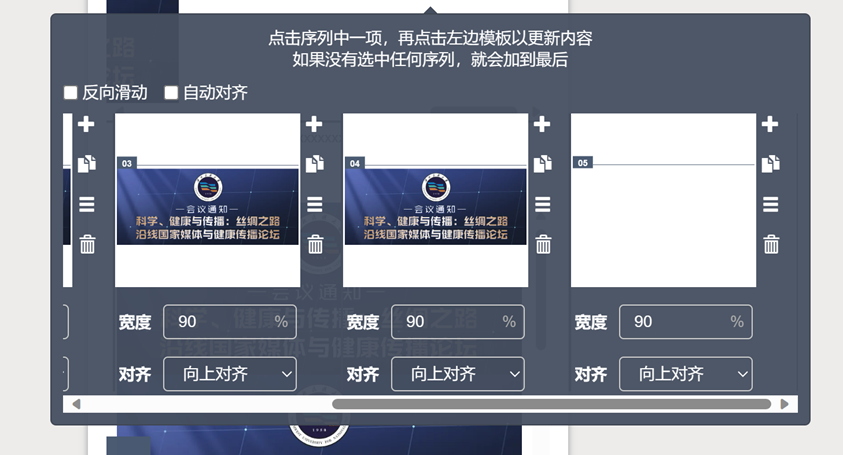 点击序列中一项，再点击左边模板以更新内容
如果没有选中任何序列，就会加到最后
反向滑动 自动对齐
03
会议通知
科学、健康与传播：丝绸之路
沿线国家媒体与健康传播论坛
04
会议通知
科学、健康与传播：丝绸之路
沿线国家媒体与健康传播论坛
05
宽度 90 % 宽度 90 % 宽度 90 %
对齐 向上对齐 对齐 向上对齐 对齐 向上对齐